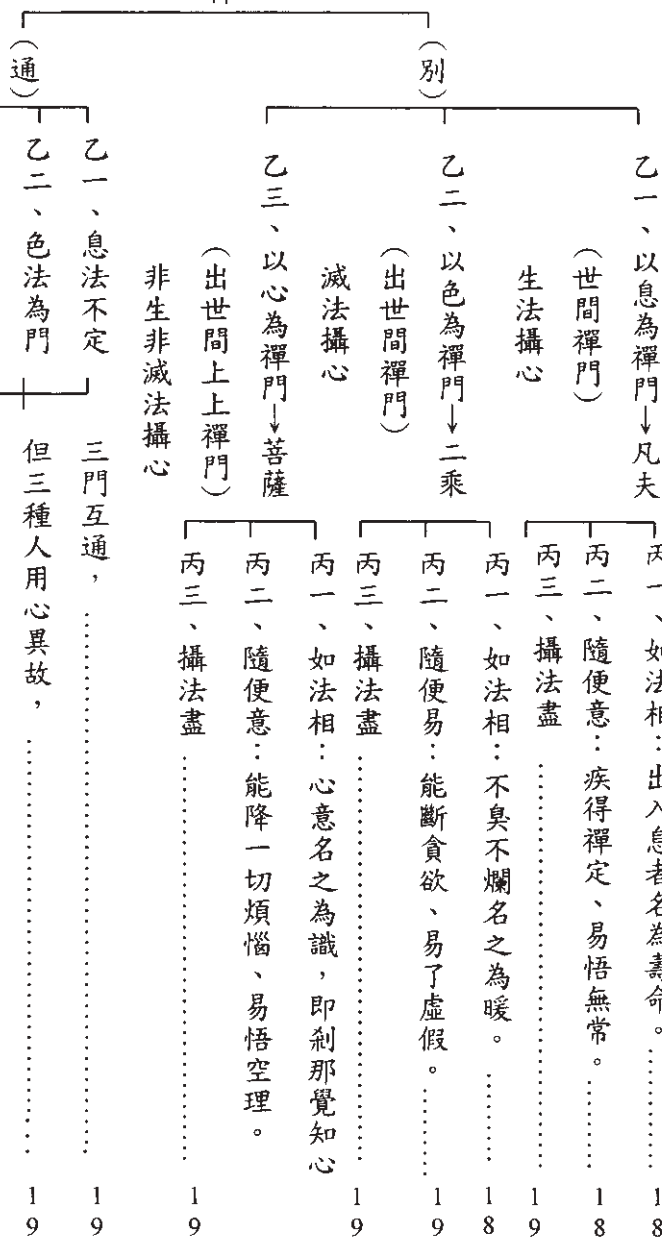 （別）
乙一、以息為禪門→凡夫
（世間禪門）
生法攝心
丙一、如法相：出入息者名為壽命。……………18
丙二、隨便意：疾得禪定、易悟無常。……………18
丙三、攝法盡……………19
乙二、以色為禪門→二乘
（出世間禪門）
滅法攝心
丙一、如法相：不臭不爛名之為暖。……………18
丙二、隨便易：能斷貪欲、易了虛假。……………19
丙三、攝法盡……………19
乙三、以心為禪門→菩薩
（出世間上上禪門）
非生非滅法攝心
丙一、如法相：心意名之為識，即剎那覺知心
丙二、隨便意：能降一切煩惱、易悟空理。
丙三、攝法盡……………19
（通）
乙一、息法不定
乙二、色法為門
三門互通，……………19
但三種人用心異故，……………19